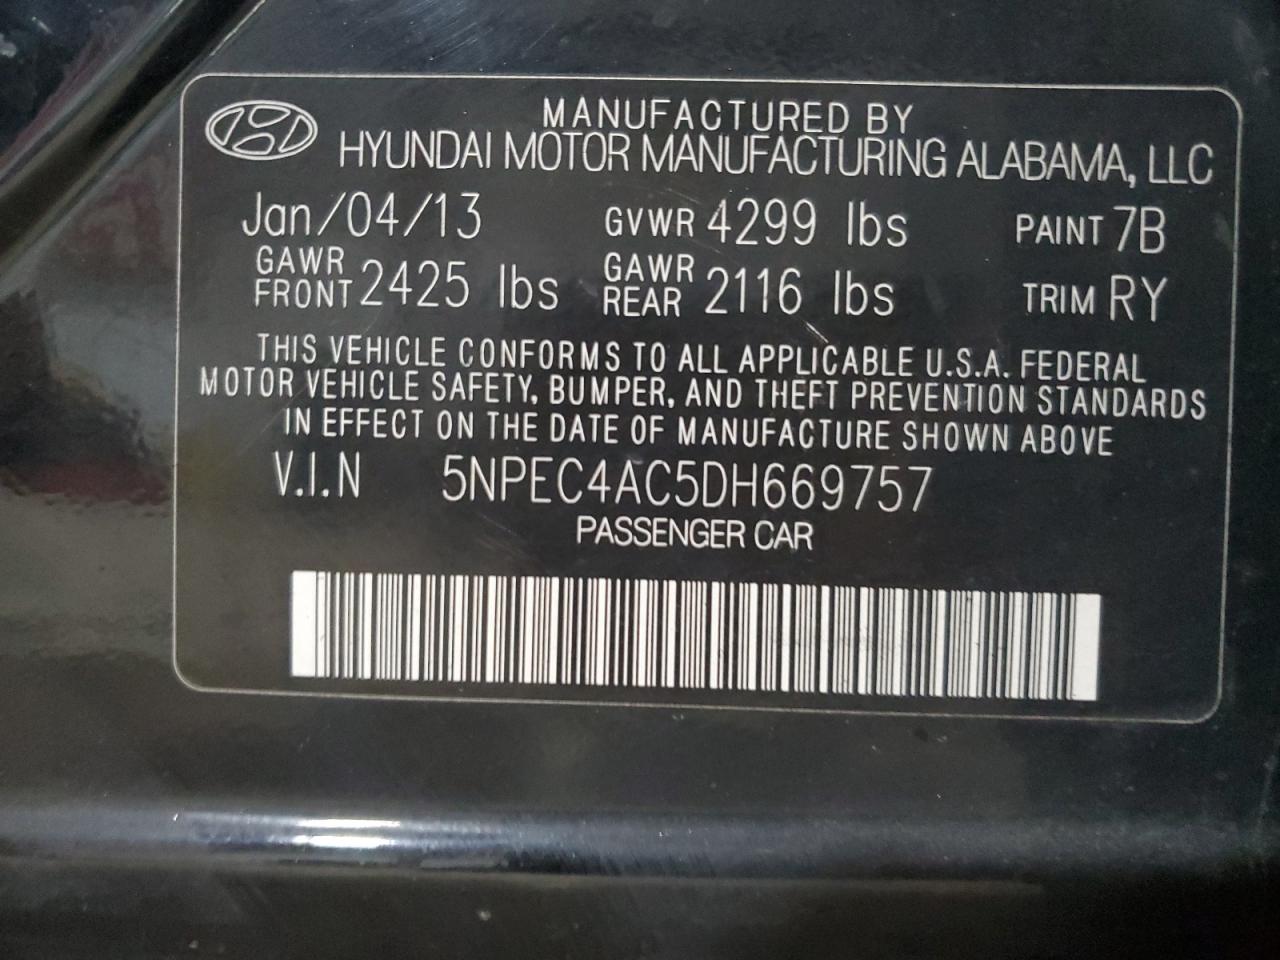 MANUFACTURED BY
HYUNDAI MOTOR MANUFACTURING ALABAMA, LLC
Jan/04/13 GVWR 4299 lbs PAINT 7B
GAWR FRONT 2425 lbs GAWR REAR 2116 lbs TRIM RY
THIS VEHICLE CONFORMS TO ALL APPLICABLE U.S.A. FEDERAL
MOTOR VEHICLE SAFETY, BUMPER, AND THEFT PREVENTION STANDARDS
IN EFFECT ON THE DATE OF MANUFACTURE SHOWN ABOVE
V.I.N 5NPEC4AC5DH669757
PASSENGER CAR